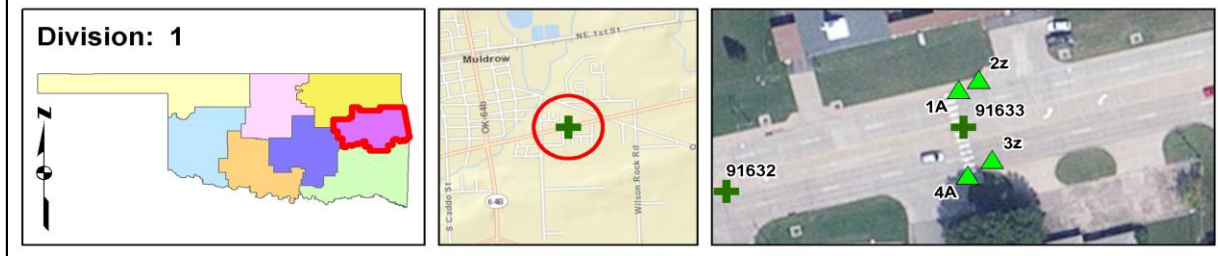 Division: 1
N
NE 1st St
Muldrow
OK-64b
S Caddo St
64B
Wilson Rock Rd
2z
1A
91633
3z
91632
4A